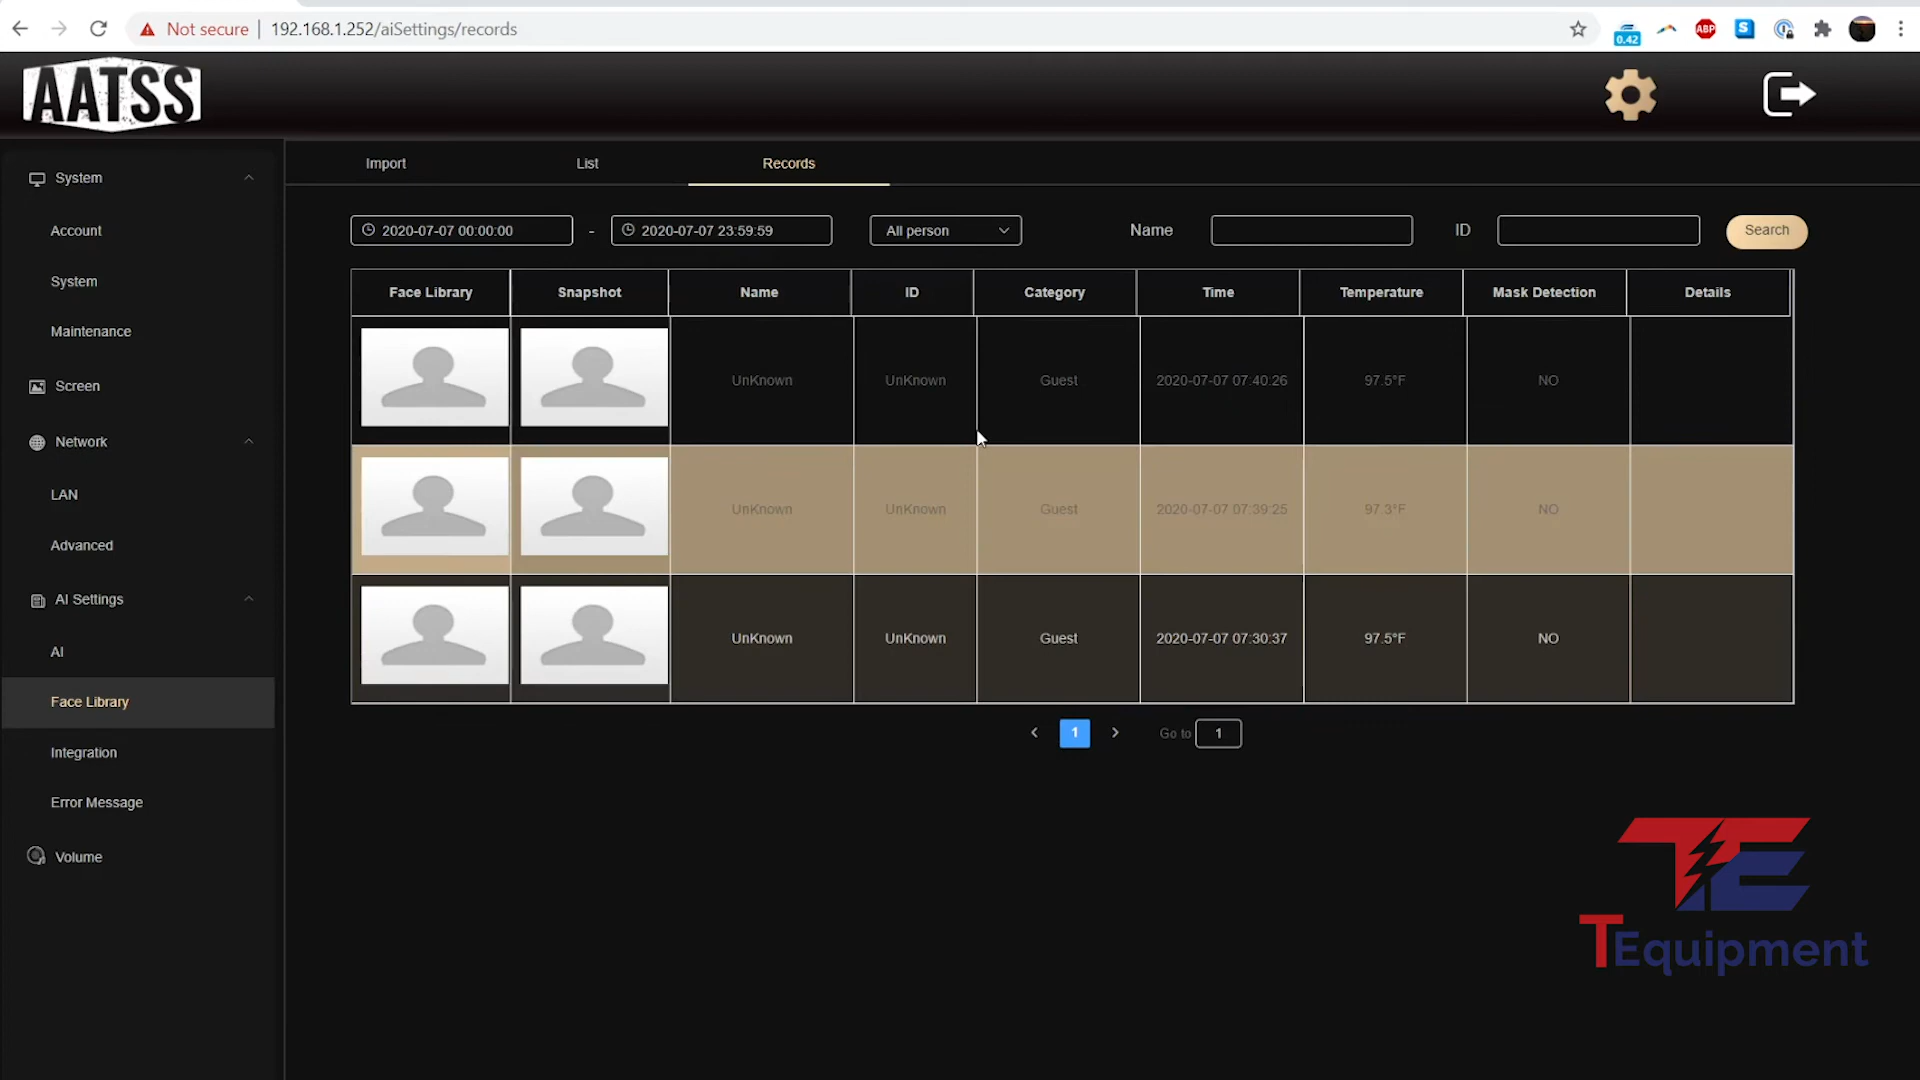 Not secure | 192.168.1.252/aiSettings/records
0.42
ABP
S
AATSS
System
Account
System
Maintenance
Screen
Network
LAN
Advanced
AI Settings
AI
Face Library
Integration
Error Message
Volume
Import List Records
2020-07-07 00:00:00 - 2020-07-07 23:59:59 All person Name ID Search
Face Library Snapshot Name ID Category Time Temperature Mask Detection Details
UnKnown UnKnown Guest 2020-07-07 07:40:26 97.5°F NO
UnKnown UnKnown Guest 2020-07-07 07:39:25 97.3°F NO
UnKnown UnKnown Guest 2020-07-07 07:30:37 97.5°F NO
1 Go to 1
TE
TEquipment